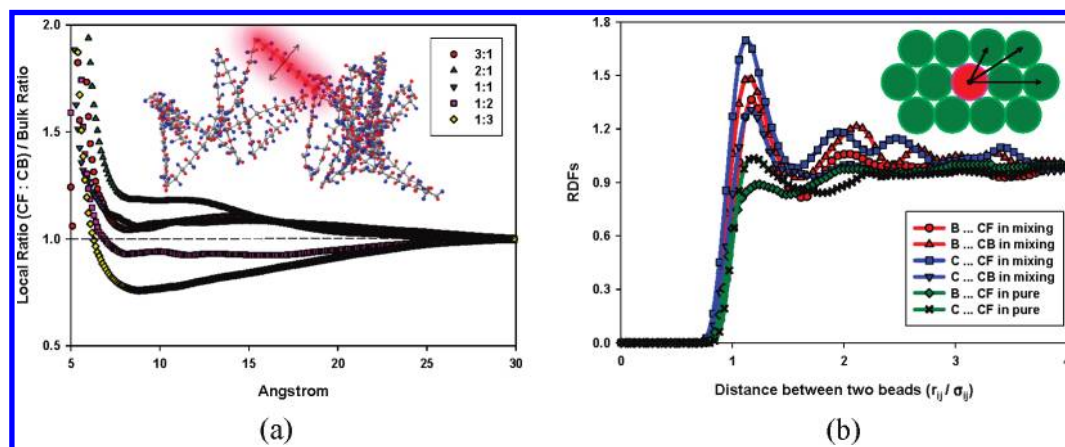 Local Ratio (CF : CB) / Bulk Ratio
2.0
1.5
1.0
0.5
3:1
2:1
1:1
1:2
1:3
5 10 15 20 25 30
Angstrom
(a)
RDFs
1.8
1.5
1.2
0.9
0.6
0.3
0.0
B ... CF in mixing
B ... CB in mixing
C ... CF in mixing
C ... CB in mixing
B ... CF in pure
C ... CF in pure
0 1 2 3 4
Distance between two beads (r_ij / σ_ij)
(b)